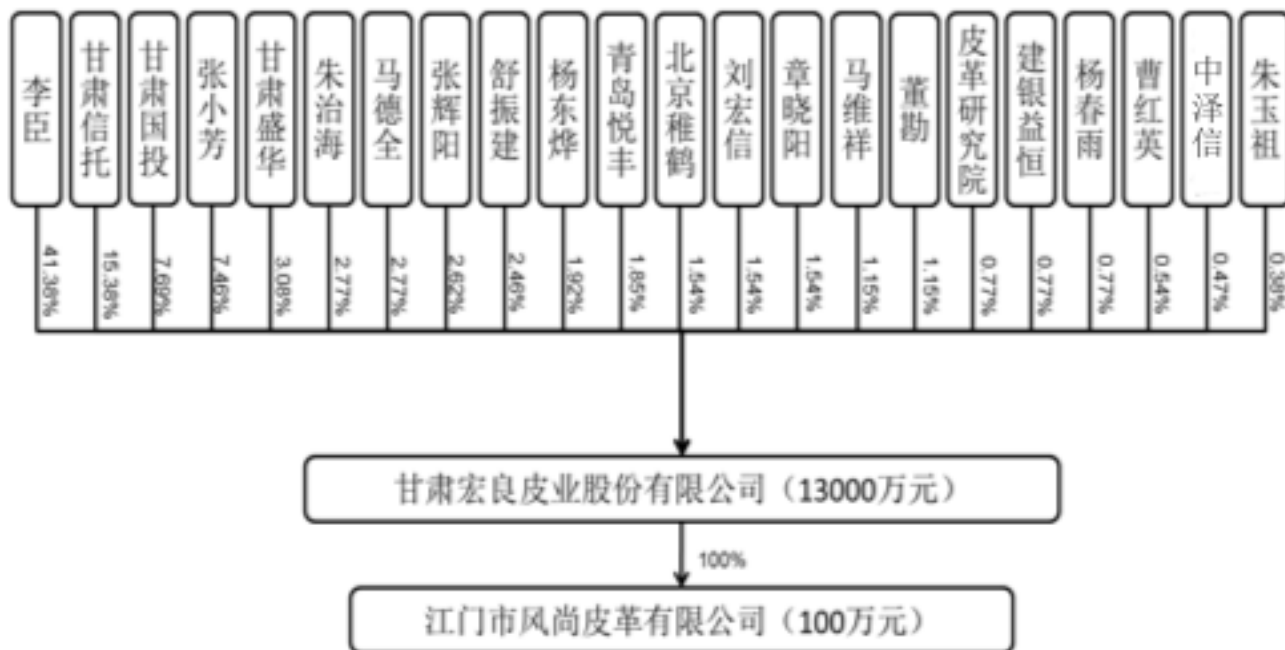 李臣
甘肃信托
甘肃国投
张小芳
甘肃盛华
朱治海
马德全
张辉阳
舒振建
杨东烨
青岛悦丰
北京稚鹤
刘宏信
章晓阳
马维祥
董勘
皮革研究院
建银益恒
杨春雨
曹红英
中泽信
朱玉祖
41.38%
15.38%
7.69%
7.46%
3.08%
2.77%
2.77%
2.62%
2.46%
1.92%
1.85%
1.54%
1.54%
1.54%
1.15%
1.15%
0.77%
0.77%
0.77%
0.54%
0.47%
0.38%
甘肃宏良皮业股份有限公司（13000万元）
100%
江门市风尚皮革有限公司（100万元）